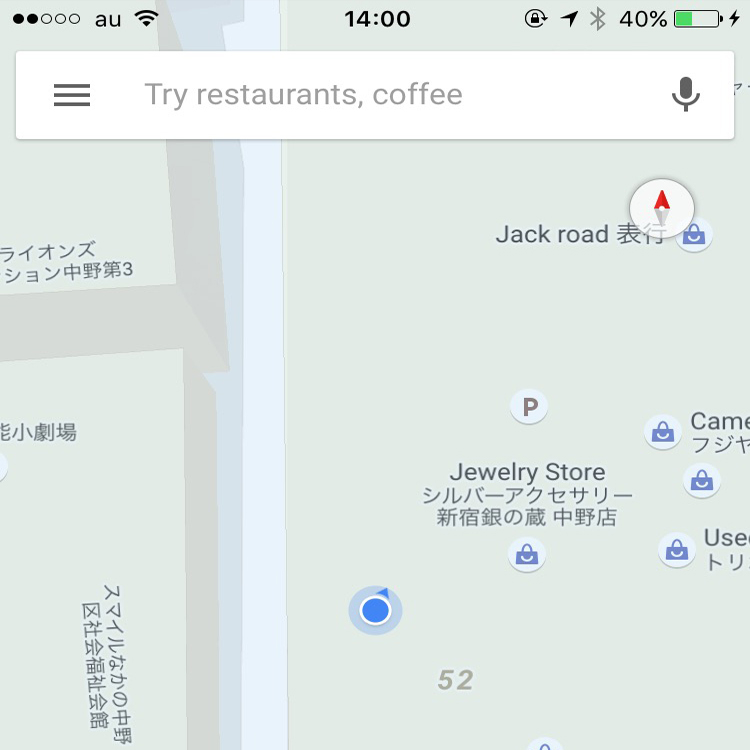 au
14:00
40%
Try restaurants, coffee
Jack road 表行
ライオンズ
ション中野第3
P
能小劇場
Came
フジヤ
Jewelry Store
シルバーアクセサリー
新宿銀の蔵 中野店
Used
トリ
スマイルなかの中野
区社会福祉会館
52